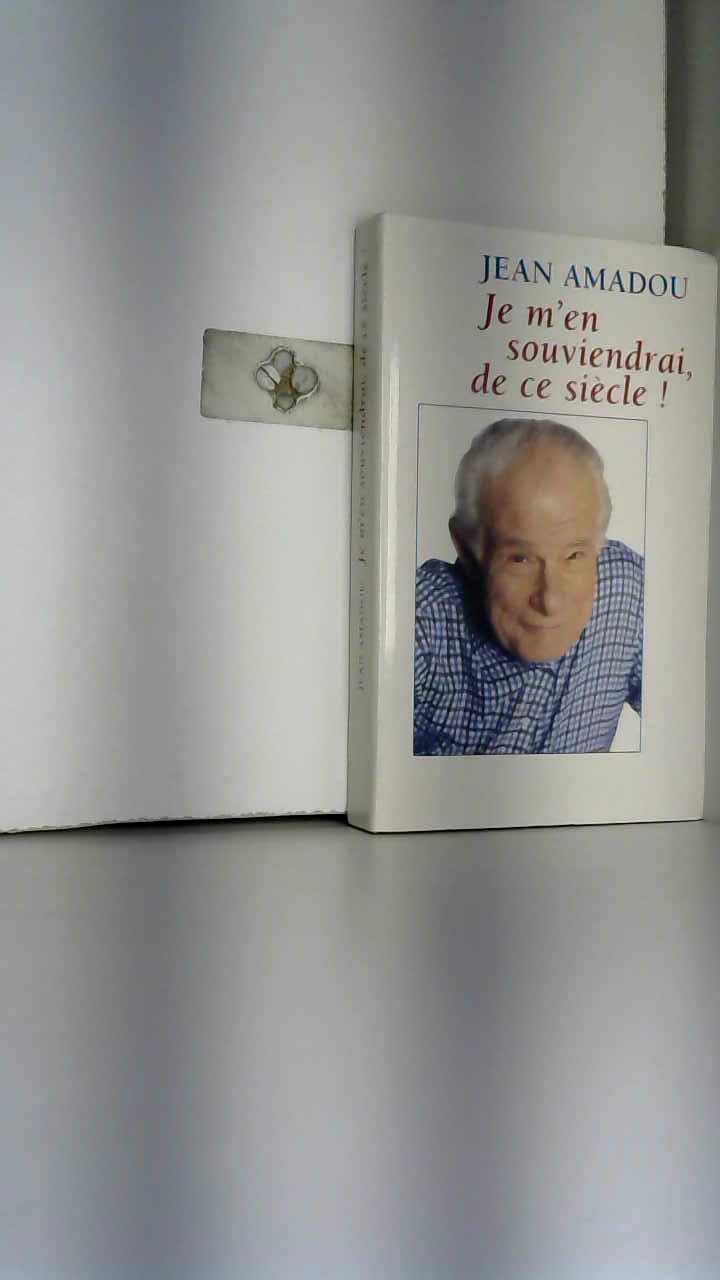 JEAN AMADOU
Je m'en
souviendrai,
de ce siècle !
JEAN AMADOU Je m'en souviendrai, de ce siècle !